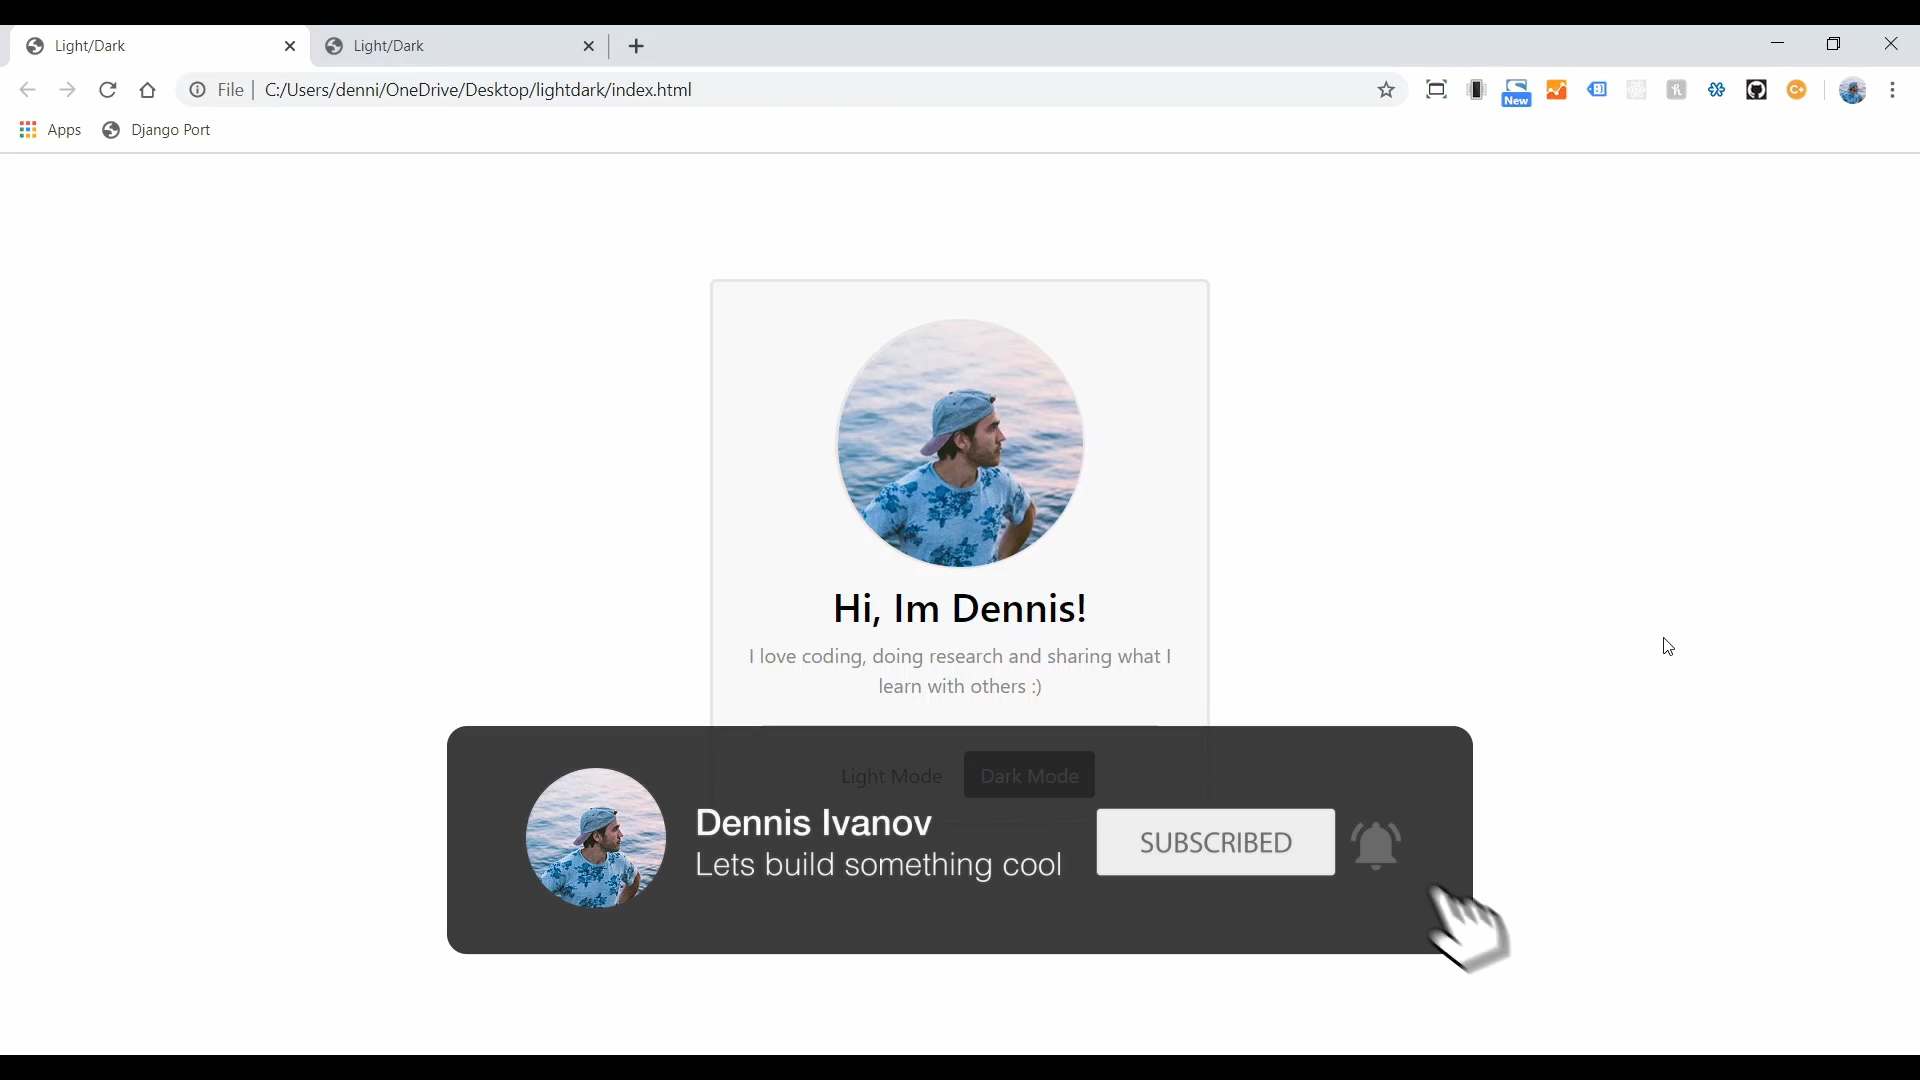 Light/Dark
Light/Dark
File
C:/Users/denni/OneDrive/Desktop/lightdark/index.html
New
C+
Apps
Django Port
Hi, Im Dennis!
I love coding, doing research and sharing what I
learn with others :)
Light Mode
Dark Mode
Dennis Ivanov
Lets build something cool
SUBSCRIBED